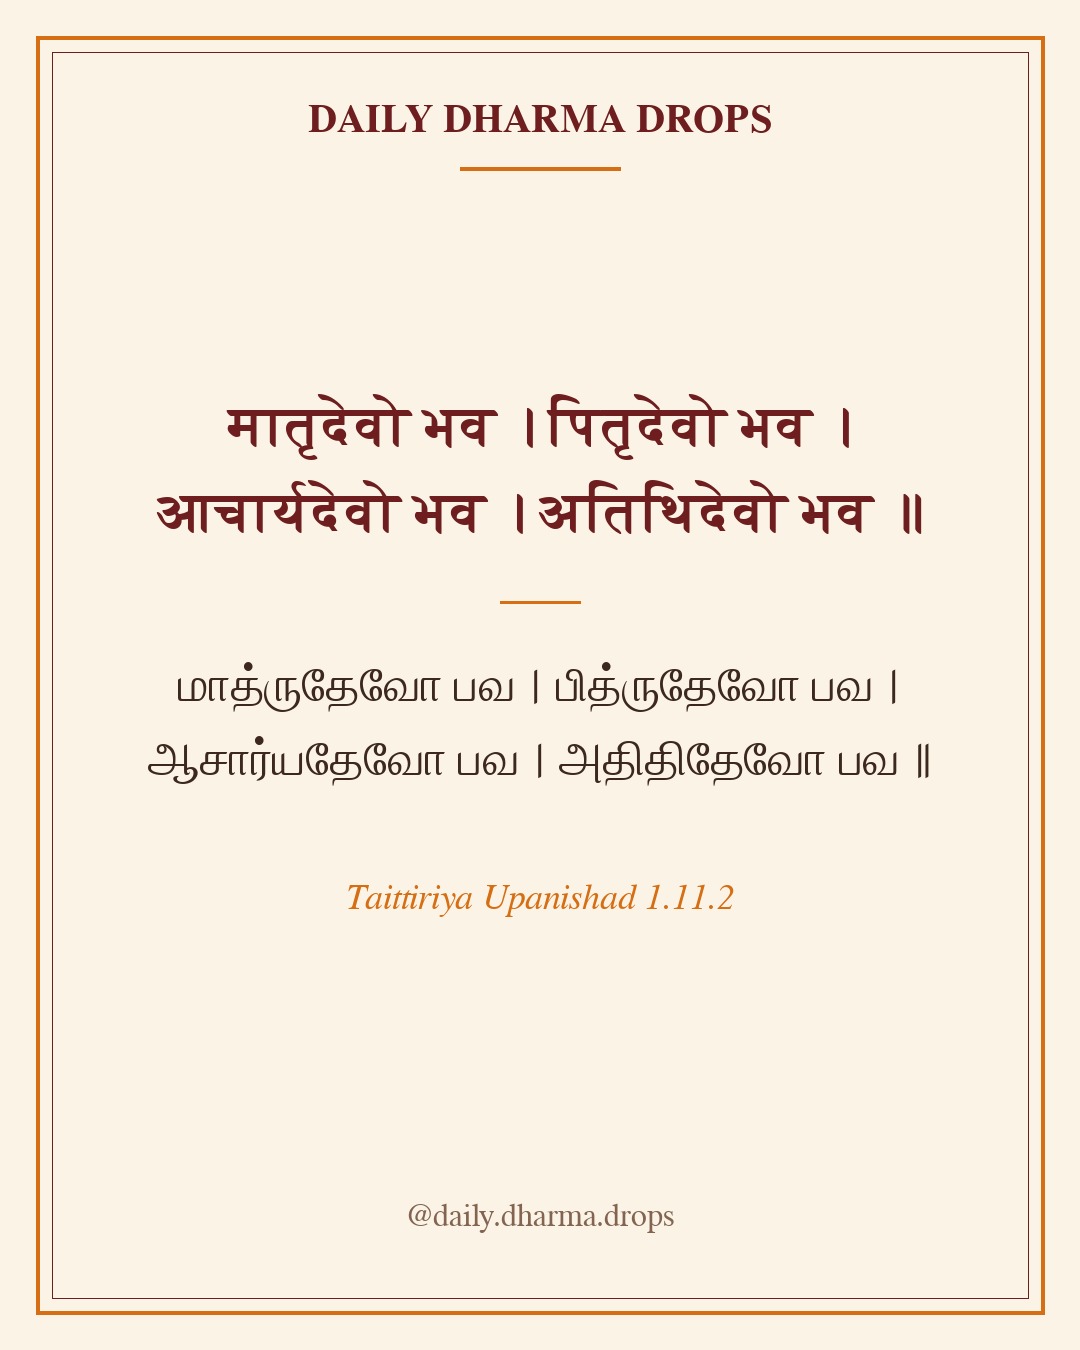 DAILY DHARMA DROPS
मातृदेवो भव । पितृदेवो भव ।
आचार्यदेवो भव । अतिथिदेवो भव ॥
மாத்ருதேவோ பவ । பித்ருதேவோ பவ ।
ஆசார்யதேவோ பவ । அதிதிதேவோ பவ ॥
Taittiriya Upanishad 1.11.2
@daily.dharma.drops